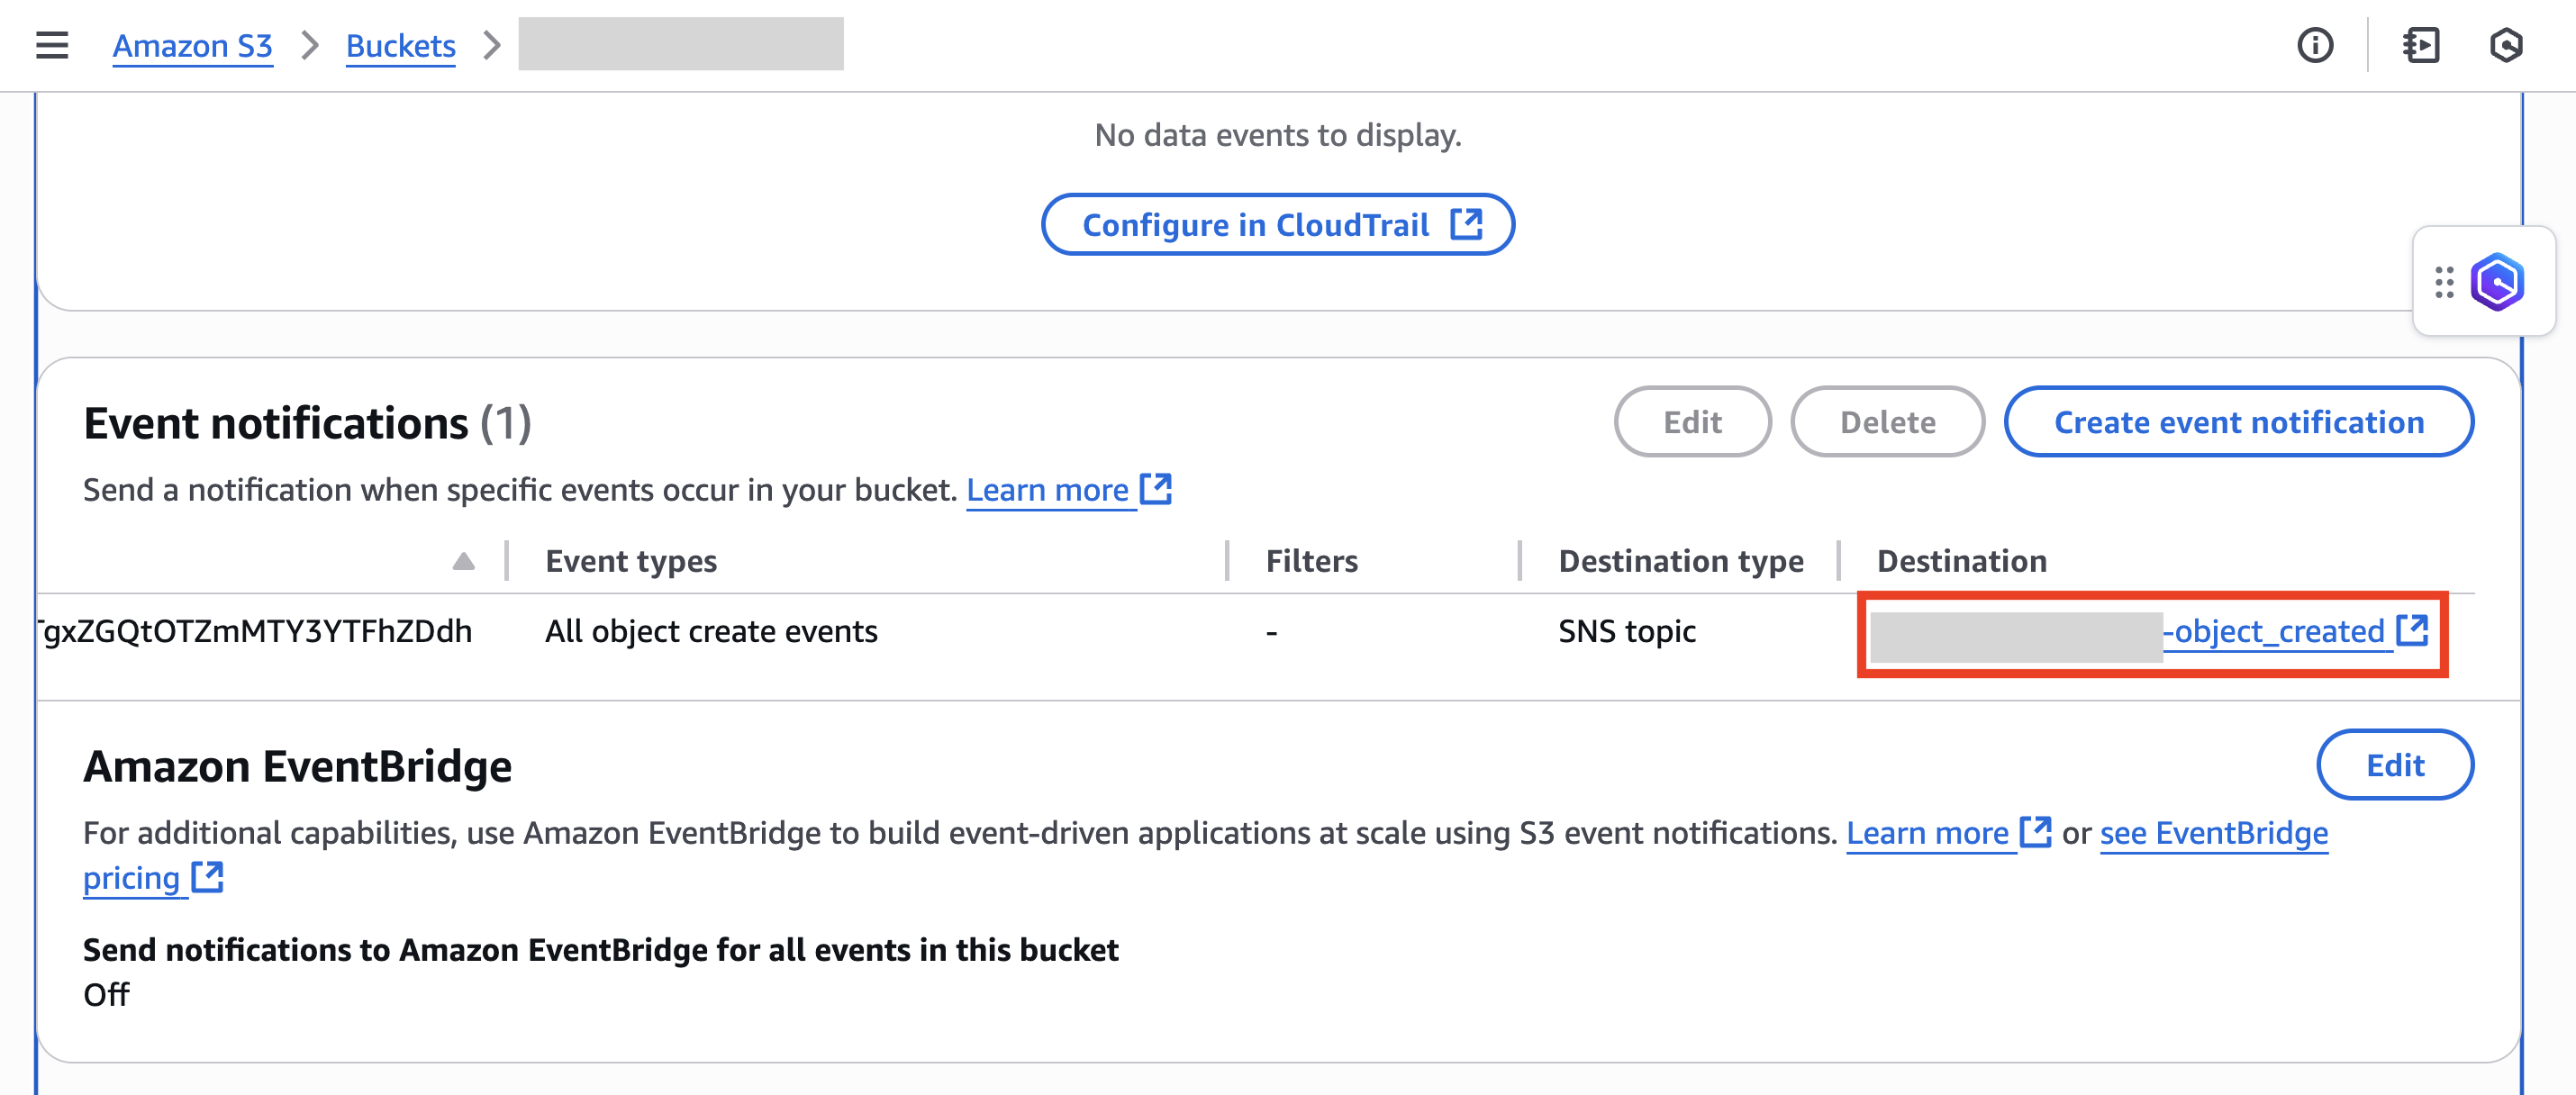 Amazon S3 > Buckets >
No data events to display.
Configure in CloudTrail
Event notifications (1)
Edit
Delete
Create event notification
Send a notification when specific events occur in your bucket. Learn more
Event types
Filters
Destination type
Destination
gxZGQtOTZmMTY3YTFhZDdh
All object create events
-
SNS topic
-object_created
Amazon EventBridge
Edit
For additional capabilities, use Amazon EventBridge to build event-driven applications at scale using S3 event notifications. Learn more or see EventBridge
pricing
Send notifications to Amazon EventBridge for all events in this bucket
Off